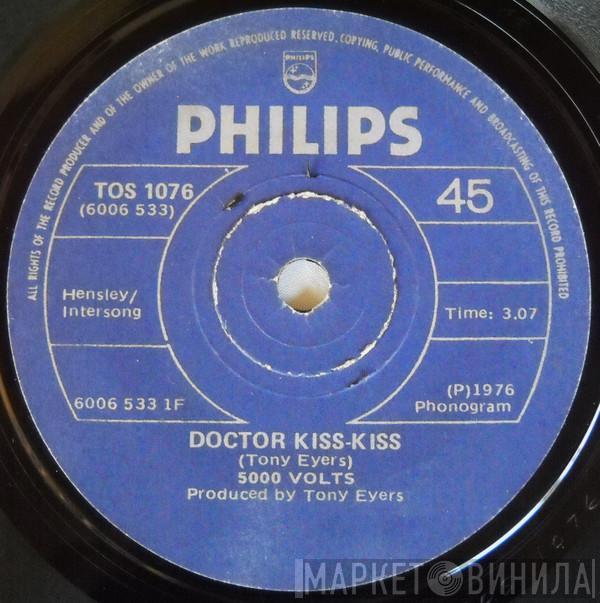 ALL RIGHTS OF THE RECORD PRODUCER AND OF THE OWNER OF THE WORK REPRODUCED RESERVED. COPYING, PUBLIC PERFORMANCE AND BROADCASTING OF THIS RECORD PROHIBITED
PHILIPS
PHILIPS
TOS 1076
(6006 533)
45
Hensley/
Intersong
Time: 3.07
6006 533 1F
(P)1976
Phonogram
DOCTOR KISS-KISS
(Tony Eyers)
5000 VOLTS
Produced by Tony Eyers
МАРКЕТ ВИНИЛА